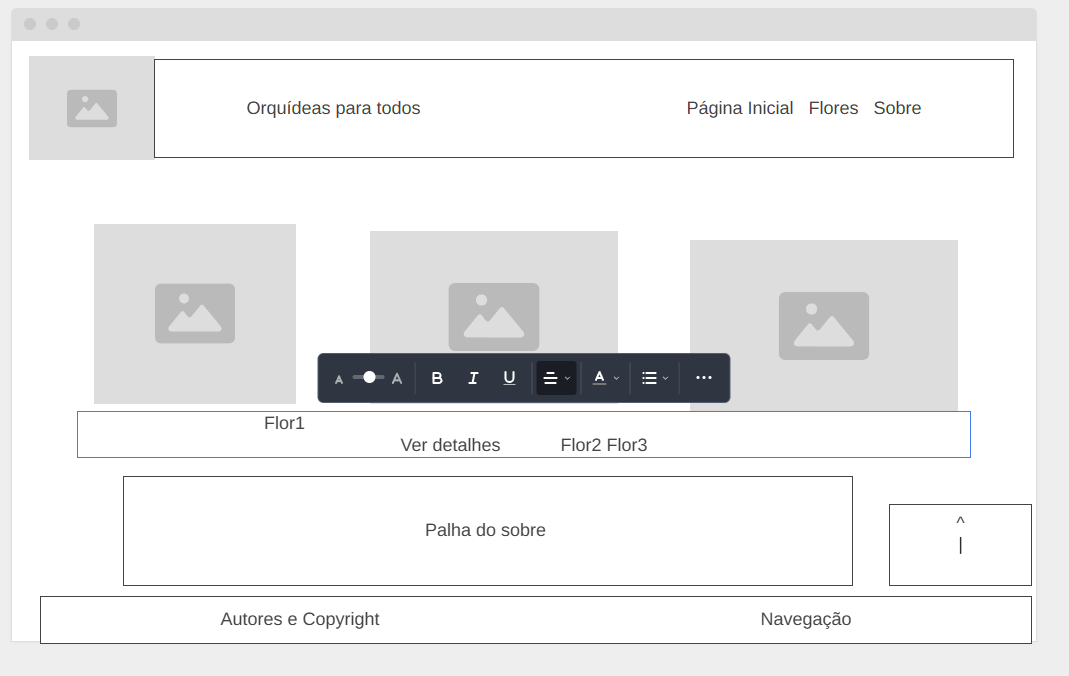 Orquídeas para todos Página Inicial Flores Sobre
A A B I U A
Flor1
Ver detalhes Flor2 Flor3
Palha do sobre
^
|
Autores e Copyright Navegação